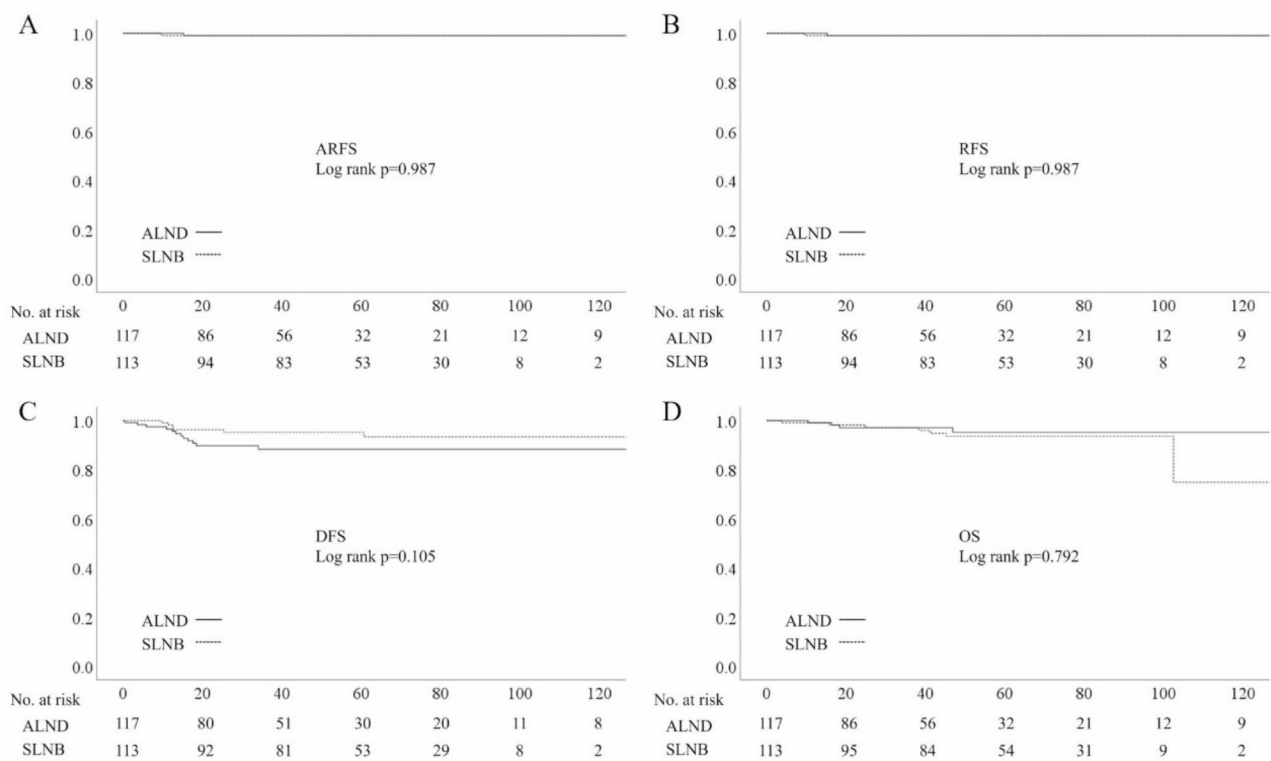 A
1.0
0.8
0.6
0.4
0.2
0.0
ARFS
Log rank p=0.987
ALND
SLNB
0 20 40 60 80 100 120
No. at risk
ALND 117 86 56 32 21 12 9
SLNB 113 94 83 53 30 8 2
B
1.0
0.8
0.6
0.4
0.2
0.0
RFS
Log rank p=0.987
ALND
SLNB
0 20 40 60 80 100 120
No. at risk
ALND 117 86 56 32 21 12 9
SLNB 113 94 83 53 30 8 2
C
1.0
0.8
0.6
0.4
0.2
0.0
DFS
Log rank p=0.105
ALND
SLNB
0 20 40 60 80 100 120
No. at risk
ALND 117 80 51 30 20 11 8
SLNB 113 92 81 53 29 8 2
D
1.0
0.8
0.6
0.4
0.2
0.0
OS
Log rank p=0.792
ALND
SLNB
0 20 40 60 80 100 120
No. at risk
ALND 117 86 56 32 21 12 9
SLNB 113 95 84 54 31 9 2